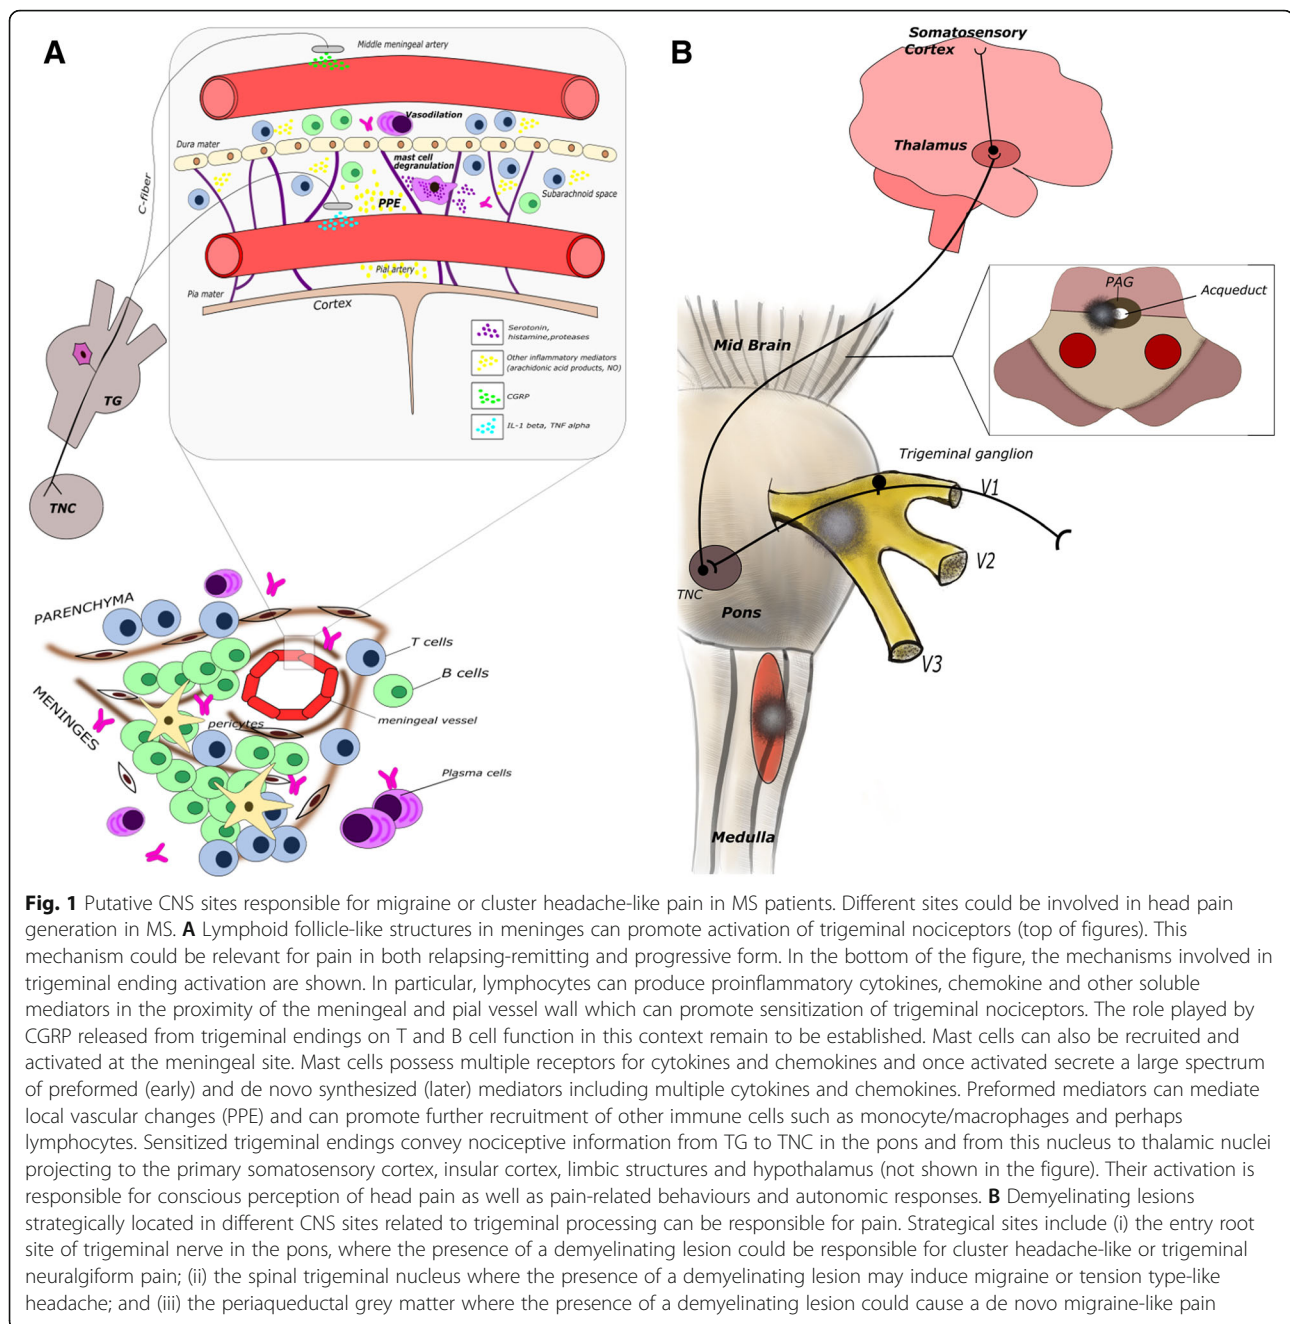 A
Middle meningeal artery
Vasodilation
Dura mater
mast cell
degranulation
C-fiber
PPE
Subarachnoid space
Pial artery
Pia mater
Cortex
Serotonin,
histamine,proteases
Other inflammatory mediators
(arachidonic acid products, NO)
CGRP
IL-1 beta, TNF alpha
TG
TNC
PARENCHYMA
T cells
B cells
MENINGES
pericytes
meningeal vessel
Plasma cells
B
Somatosensory
Cortex
Thalamus
PAG
Acqueduct
Mid Brain
Trigeminal ganglion
V1
V2
TNC
Pons
V3
Medulla
Fig. 1 Putative CNS sites responsible for migraine or cluster headache-like pain in MS patients. Different sites could be involved in head pain
generation in MS. A Lymphoid follicle-like structures in meninges can promote activation of trigeminal nociceptors (top of figures). This
mechanism could be relevant for pain in both relapsing-remitting and progressive form. In the bottom of the figure, the mechanisms involved in
trigeminal ending activation are shown. In particular, lymphocytes can produce proinflammatory cytokines, chemokine and other soluble
mediators in the proximity of the meningeal and pial vessel wall which can promote sensitization of trigeminal nociceptors. The role played by
CGRP released from trigeminal endings on T and B cell function in this context remain to be established. Mast cells can also be recruited and
activated at the meningeal site. Mast cells possess multiple receptors for cytokines and chemokines and once activated secrete a large spectrum
of preformed (early) and de novo synthesized (later) mediators including multiple cytokines and chemokines. Preformed mediators can mediate
local vascular changes (PPE) and can promote further recruitment of other immune cells such as monocyte/macrophages and perhaps
lymphocytes. Sensitized trigeminal endings convey nociceptive information from TG to TNC in the pons and from this nucleus to thalamic nuclei
projecting to the primary somatosensory cortex, insular cortex, limbic structures and hypothalamus (not shown in the figure). Their activation is
responsible for conscious perception of head pain as well as pain-related behaviours and autonomic responses. B Demyelinating lesions
strategically located in different CNS sites related to trigeminal processing can be responsible for pain. Strategical sites include (i) the entry root
site of trigeminal nerve in the pons, where the presence of a demyelinating lesion could be responsible for cluster headache-like or trigeminal
neuralgiform pain; (ii) the spinal trigeminal nucleus where the presence of a demyelinating lesion may induce migraine or tension type-like
headache; and (iii) the periaqueductal grey matter where the presence of a demyelinating lesion could cause a de novo migraine-like pain